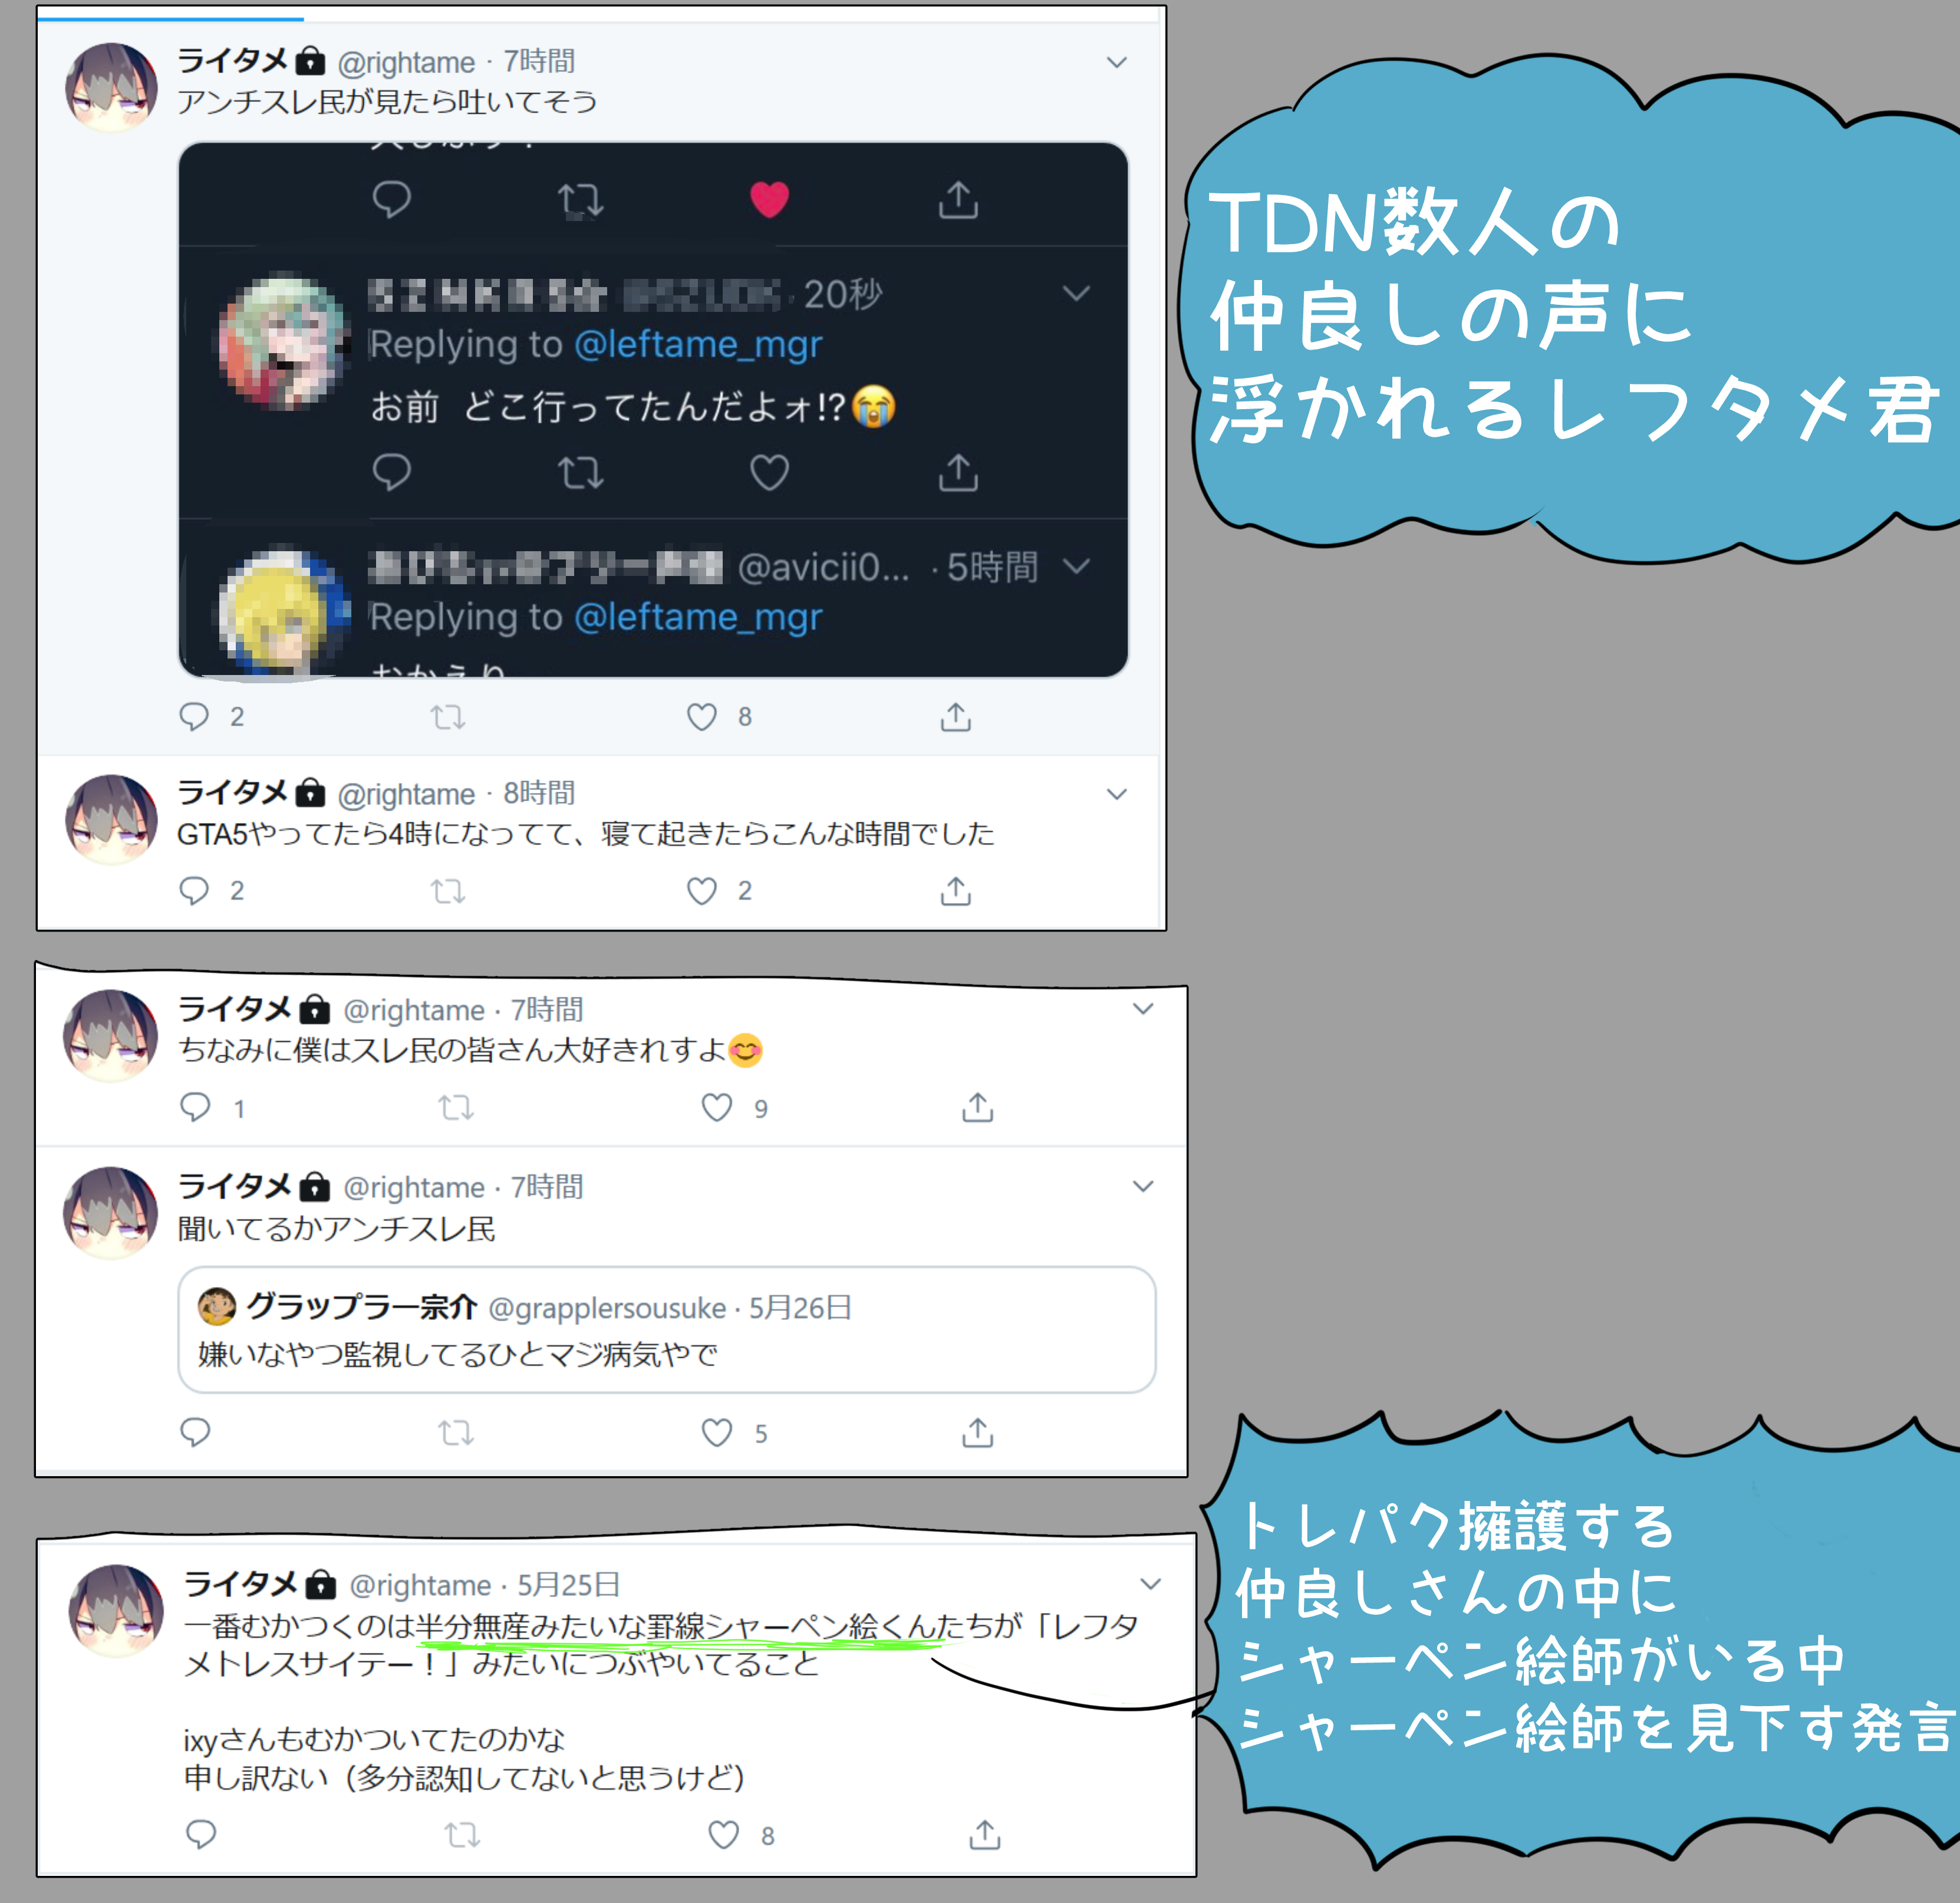 ライタメ @rightame · 7時間
アンチスレ民が見たら吐いてそう
20秒
Replying to @leftame_mgr
お前 どこ行ってたんだよォ!?😭
@avicii0... · 5時間
Replying to @leftame_mgr
おかえり
2 8
ライタメ @rightame · 8時間
GTA5やってたら4時になってて、寝て起きたらこんな時間でした
2 2
TDN数人の
仲良しの声に
浮かれるレフタメ君
ライタメ @rightame · 7時間
ちなみに僕はスレ民の皆さん大好きれすよ😊
1 9
ライタメ @rightame · 7時間
聞いてるかアンチスレ民
グラップラー宗介 @grapplersousuke · 5月26日
嫌いなやつ監視してるひとマジ病気やで
5
ライタメ @rightame · 5月25日
一番むかつくのは半分無産みたいな罫線シャーペン絵くんたちが「レフタ
メトレスサイテー！」みたいにつぶやいてること
ixyさんもむかついてたのかな
申し訳ない（多分認知してないと思うけど）
8
トレパク擁護する
仲良しさんの中に
シャーペン絵師がいる中
シャーペン絵師を見下す発言